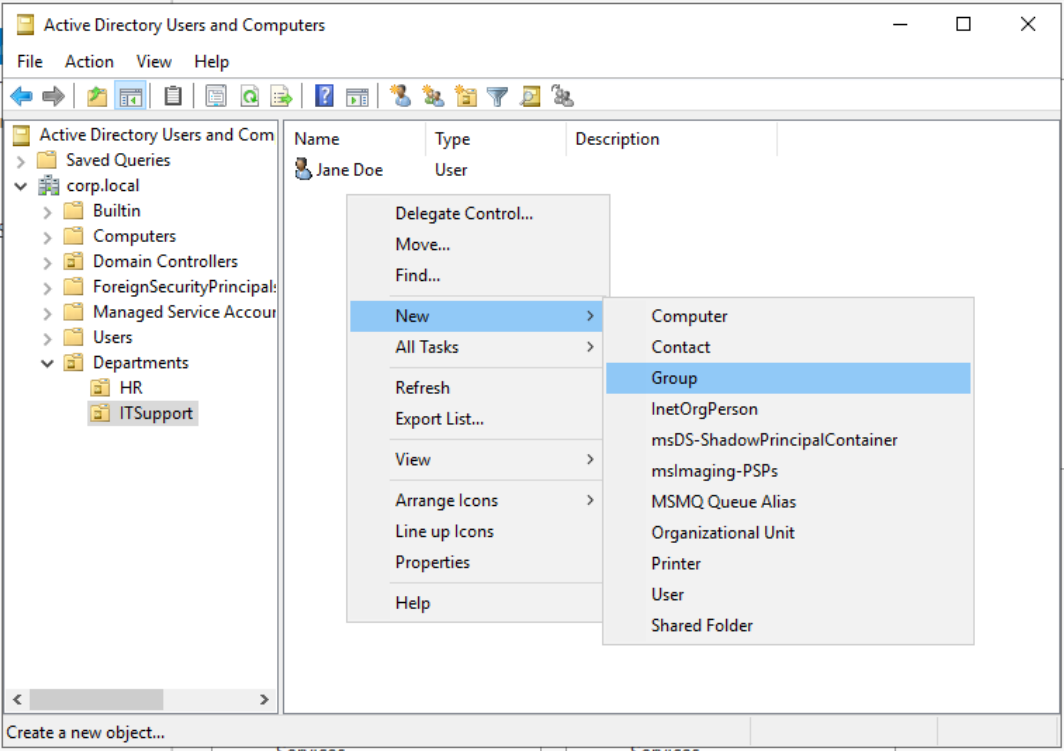 Active Directory Users and Computers
File Action View Help
Active Directory Users and Com
Saved Queries
corp.local
Builtin
Computers
Domain Controllers
ForeignSecurityPrincipal
Managed Service Accour
Users
Departments
HR
ITSupport
Name Type Description
Jane Doe User
Delegate Control...
Move...
Find...
New
All Tasks
Refresh
Export List...
View
Arrange Icons
Line up Icons
Properties
Help
Computer
Contact
Group
InetOrgPerson
msDS-ShadowPrincipalContainer
msImaging-PSPs
MSMQ Queue Alias
Organizational Unit
Printer
User
Shared Folder
Create a new object...